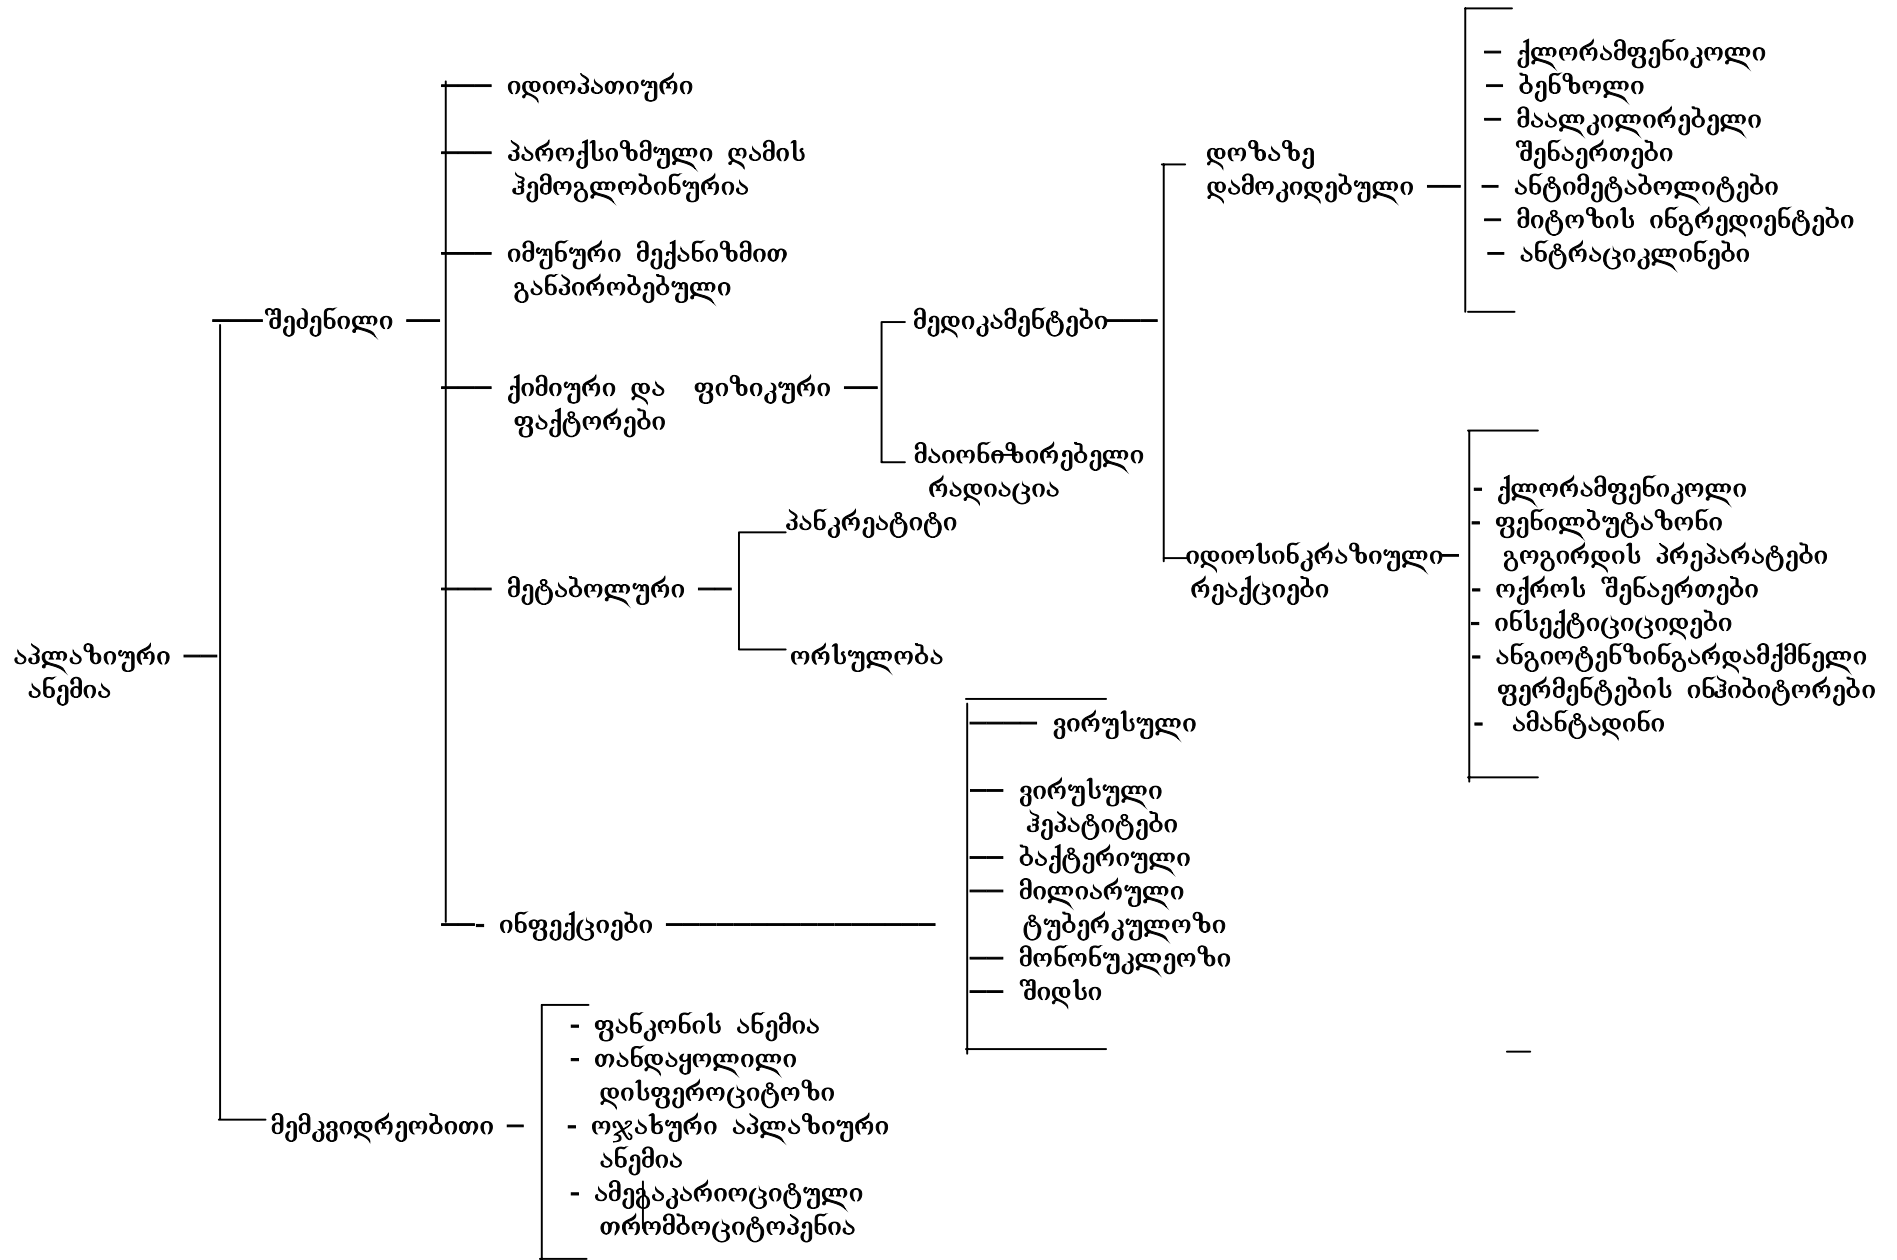 აპლაზიური
ანემია
შეძენილი
იდიოპათიური
პაროქსიზმული ღამის
ჰემოგლობინურია
იმუნური მექანიზმით
განპირობებული
ქიმიური და ფიზიკური
ფაქტორები
მედიკამენტები
დოზაზე
დამოკიდებული
– ქლორამფენიკოლი
– ბენზოლი
– მაალკილირებელი
შენაერთები
– ანტიმეტაბოლიტები
– მიტოზის ინგრედიენტები
– ანტრაციკლინები
იდიოსინკრაზიული
რეაქციები
- ქლორამფენიკოლი
- ფენილბუტაზონი
გოგირდის პრეპარატები
- ოქროს შენაერთები
- ინსექტიციციდები
- ანგიოტენზინგარდამქმნელი
ფერმენტების ინჰიბიტორები
- ამანტადინი
მაიონიზირებელი
რადიაცია
მეტაბოლური
პანკრეატიტი
ორსულობა
- ინფექციები
ვირუსული
ვირუსული
ჰეპატიტები
ბაქტერიული
მილიარული
ტუბერკულოზი
მონონუკლეოზი
შიდსი
მემკვიდრეობითი
- ფანკონის ანემია
- თანდაყოლილი
დისფეროციტოზი
- ოჯახური აპლაზიური
ანემია
- ამეგაკარიოციტული
თრომბოციტოპენია